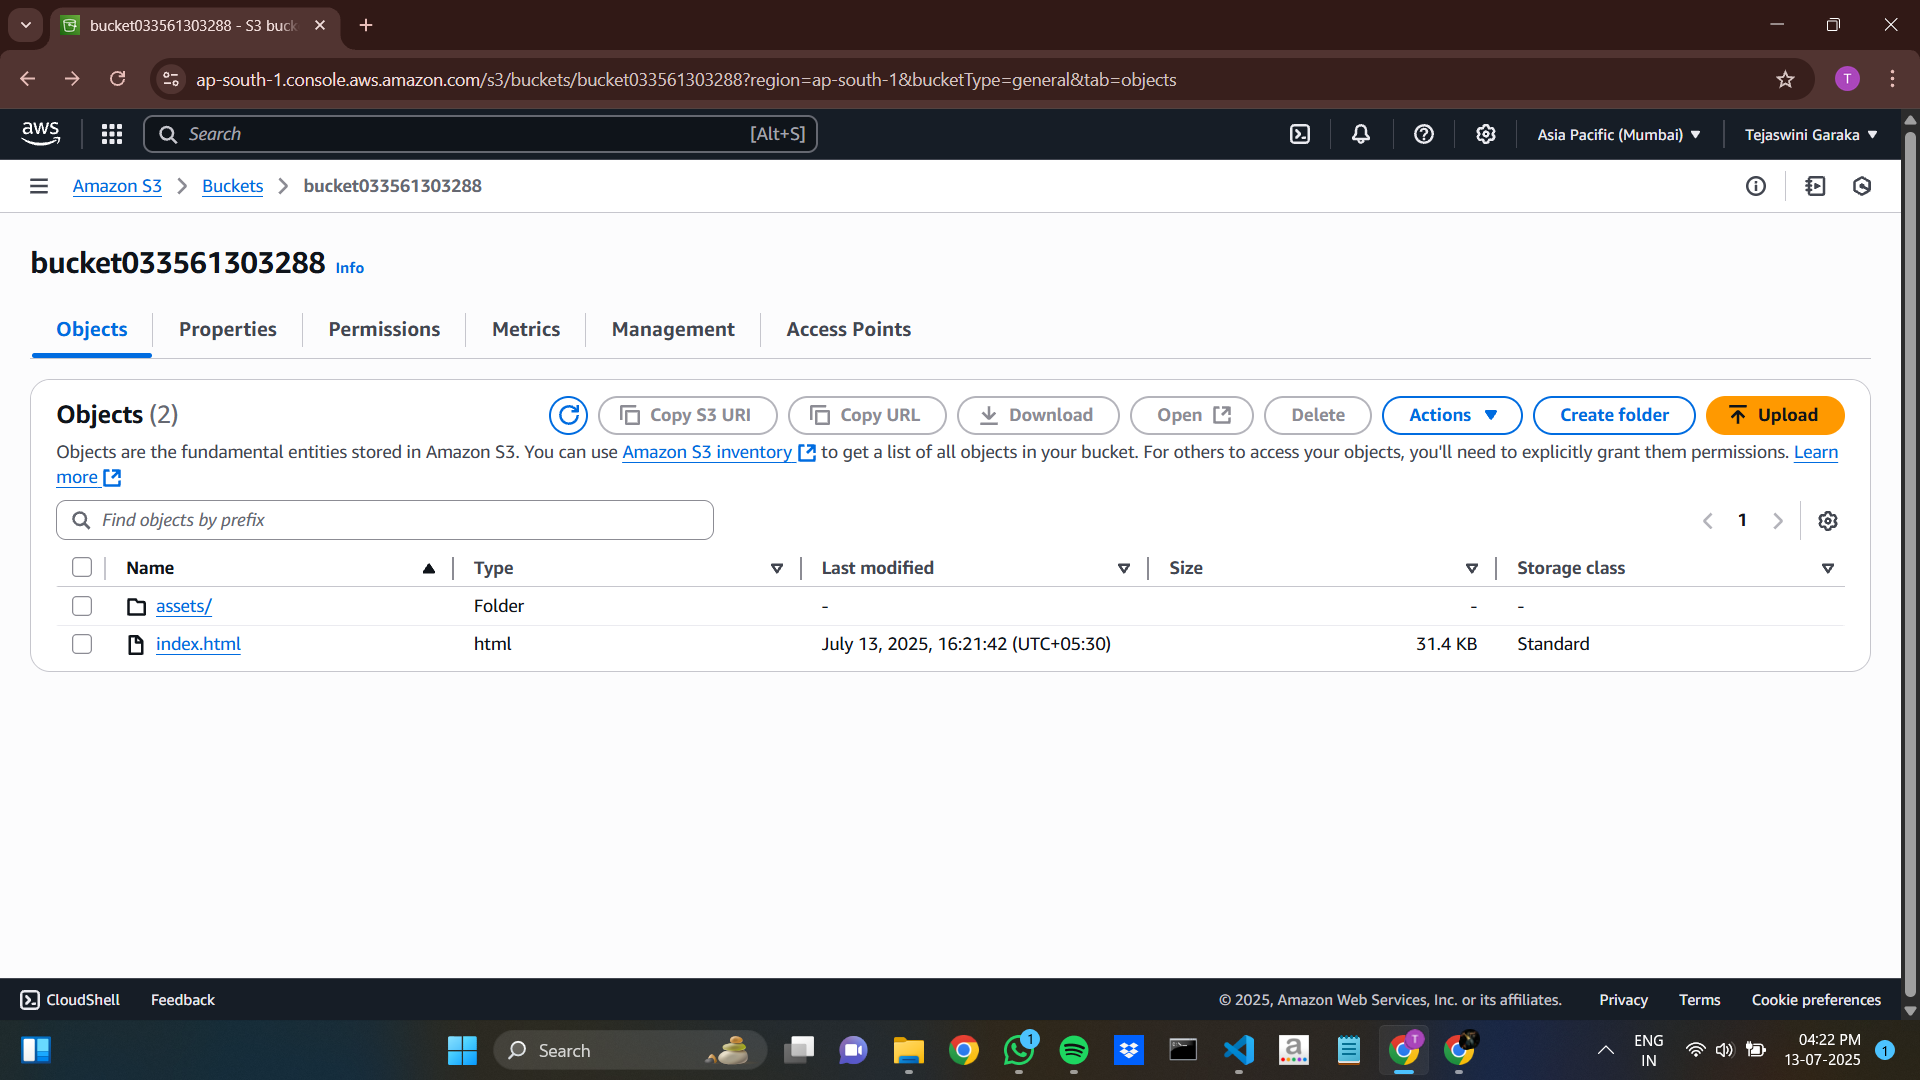 bucket033561303288 - S3 buck
ap-south-1.console.aws.amazon.com/s3/buckets/bucket033561303288?region=ap-south-1&bucketType=general&tab=objects
T
aws
Search
[Alt+S]
Asia Pacific (Mumbai)
Tejaswini Garaka
Amazon S3
Buckets
bucket033561303288
bucket033561303288 Info
Objects
Properties
Permissions
Metrics
Management
Access Points
Objects (2)
Copy S3 URI
Copy URL
Download
Open
Delete
Actions
Create folder
Upload
Objects are the fundamental entities stored in Amazon S3. You can use Amazon S3 inventory to get a list of all objects in your bucket. For others to access your objects, you'll need to explicitly grant them permissions. Learn
more
Find objects by prefix
1
Name Type Last modified Size Storage class
assets/ Folder - - -
index.html html July 13, 2025, 16:21:42 (UTC+05:30) 31.4 KB Standard
CloudShell
Feedback
© 2025, Amazon Web Services, Inc. or its affiliates.
Privacy
Terms
Cookie preferences
Search
1
a
T
ENG
IN
04:22 PM
13-07-2025
1